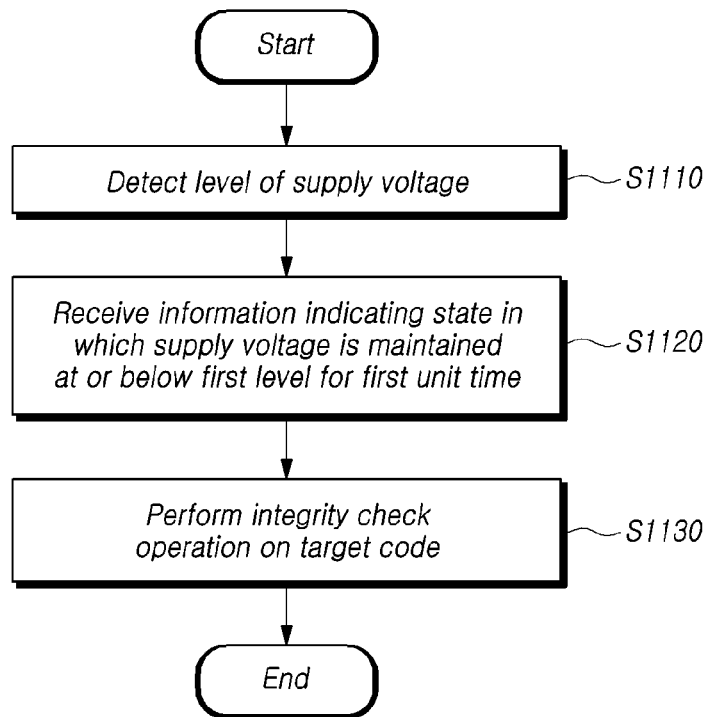 Start
Detect level of supply voltage
S1110
Receive information indicating state in
which supply voltage is maintained
at or below first level for first unit time
S1120
Perform integrity check
operation on target code
S1130
End